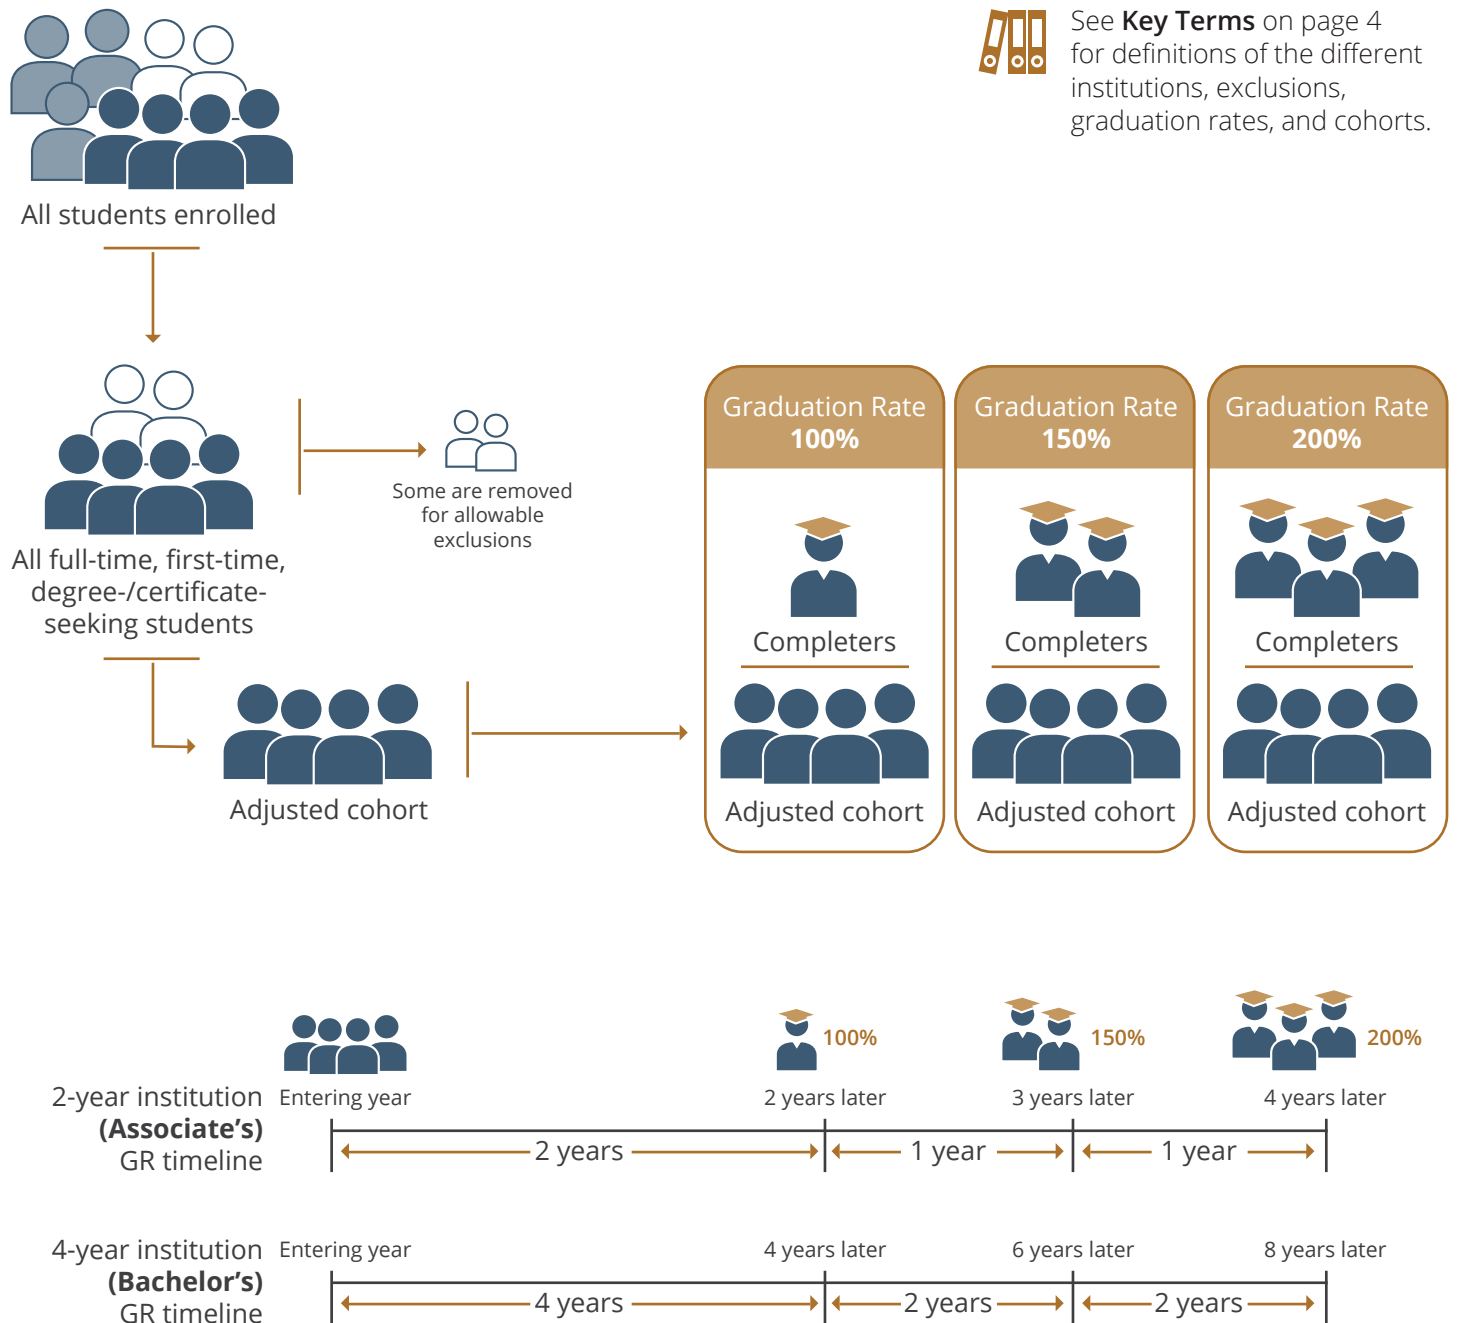 See Key Terms on page 4
for definitions of the different
institutions, exclusions,
graduation rates, and cohorts.
All students enrolled
Some are removed
for allowable
exclusions
All full-time, first-time,
degree-/certificate-
seeking students
Adjusted cohort
Graduation Rate
100%
Completers
Adjusted cohort
Graduation Rate
150%
Completers
Adjusted cohort
Graduation Rate
200%
Completers
Adjusted cohort
100%
150%
200%
2-year institution
(Associate’s)
GR timeline
Entering year
2 years later
3 years later
4 years later
2 years
1 year
1 year
4-year institution
(Bachelor’s)
GR timeline
Entering year
4 years later
6 years later
8 years later
4 years
2 years
2 years